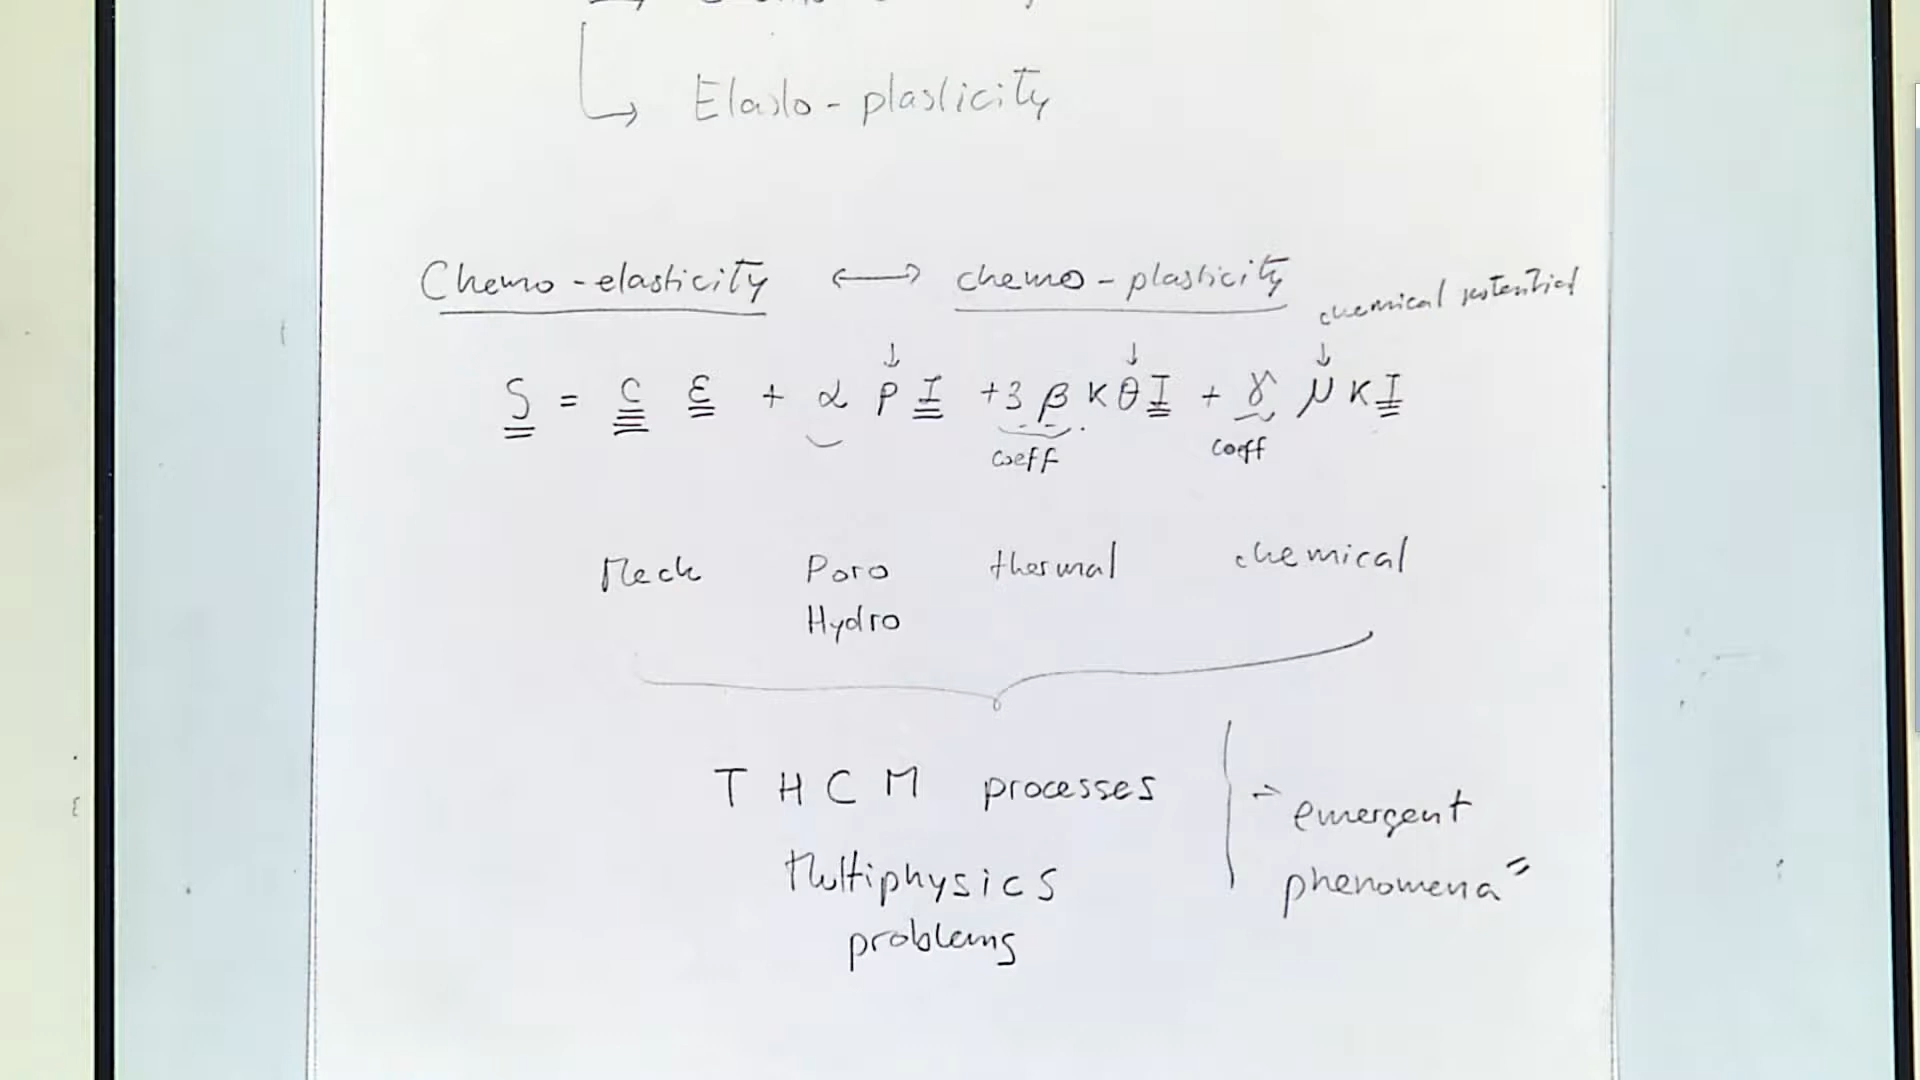 Elasto-plasticity
Chemo-elasticity ⟷ chemo-plasticity
chemical potential
↓ ↓ ↓
S = C ε + α p I + 3 β K θ I + γ μ K I
coeff coeff
Mech Poro thermal chemical
Hydro
T H C M processes
Multiphysics
problems
emergent
phenomena"